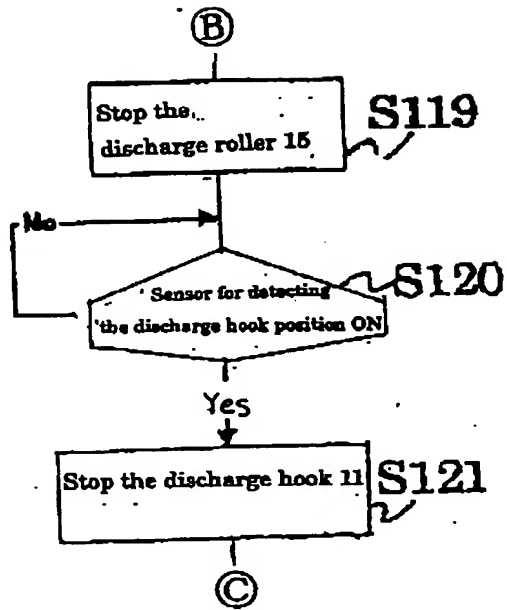 B
Stop the
discharge roller 15
S119
No
Sensor for detecting
the discharge hook position ON
S120
Yes
Stop the discharge hook 11
S121
C